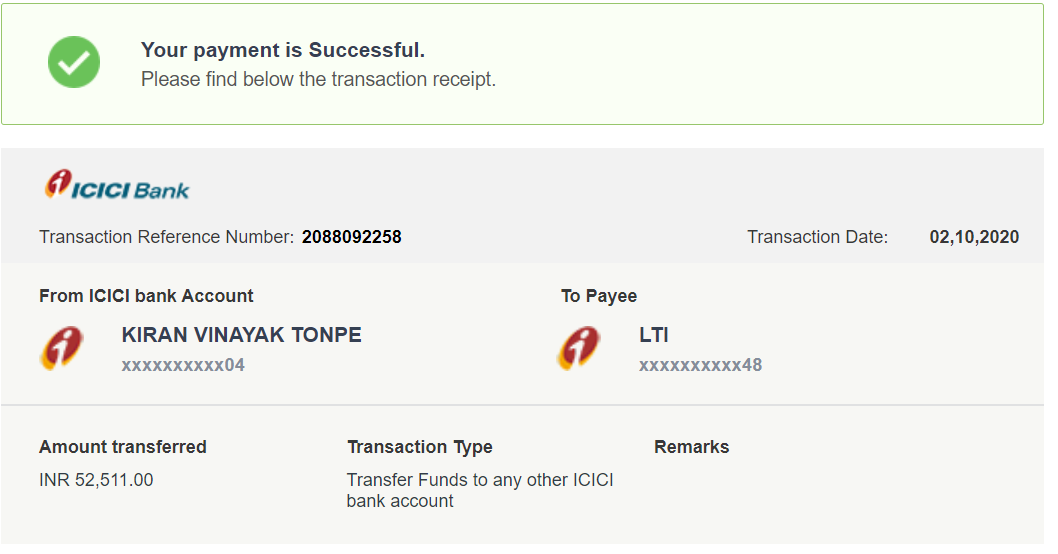 Your payment is Successful.
Please find below the transaction receipt.
ICICI Bank
Transaction Reference Number: 2088092258
Transaction Date: 02,10,2020
From ICICI bank Account
To Payee
KIRAN VINAYAK TONPE
LTI
xxxxxxxxxx04
xxxxxxxxxx48
Amount transferred
Transaction Type
Remarks
INR 52,511.00
Transfer Funds to any other ICICI
bank account